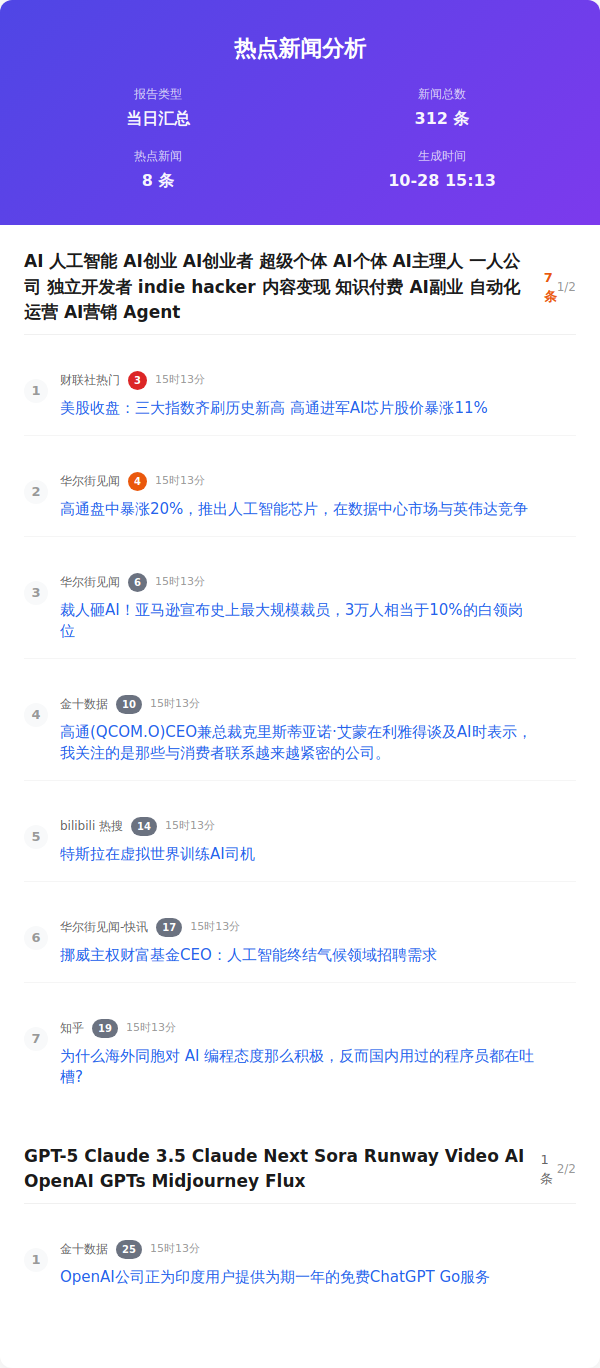 热点新闻分析
报告类型
当日汇总
新闻总数
312 条
热点新闻
8 条
生成时间
10-28 15:13
AI 人工智能 AI创业 AI创业者 超级个体 AI个体 AI主理人 一人公
司 独立开发者 indie hacker 内容变现 知识付费 AI副业 自动化
运营 AI营销 Agent
7
条
1/2
1
财联社热门 3 15时13分
美股收盘：三大指数齐刷历史新高 高通进军AI芯片股价暴涨11%
2
华尔街见闻 4 15时13分
高通盘中暴涨20%，推出人工智能芯片，在数据中心市场与英伟达竞争
3
华尔街见闻 6 15时13分
裁人砸AI！亚马逊宣布史上最大规模裁员，3万人相当于10%的白领岗
位
4
金十数据 10 15时13分
高通(QCOM.O)CEO兼总裁克里斯蒂亚诺·艾蒙在利雅得谈及AI时表示，
我关注的是那些与消费者联系越来越紧密的公司。
5
bilibili 热搜 14 15时13分
特斯拉在虚拟世界训练AI司机
6
华尔街见闻-快讯 17 15时13分
挪威主权财富基金CEO：人工智能终结气候领域招聘需求
7
知乎 19 15时13分
为什么海外同胞对 AI 编程态度那么积极，反而国内用过的程序员都在吐
槽?
GPT-5 Claude 3.5 Claude Next Sora Runway Video AI
OpenAI GPTs Midjourney Flux
1
条
2/2
1
金十数据 25 15时13分
OpenAI公司正为印度用户提供为期一年的免费ChatGPT Go服务